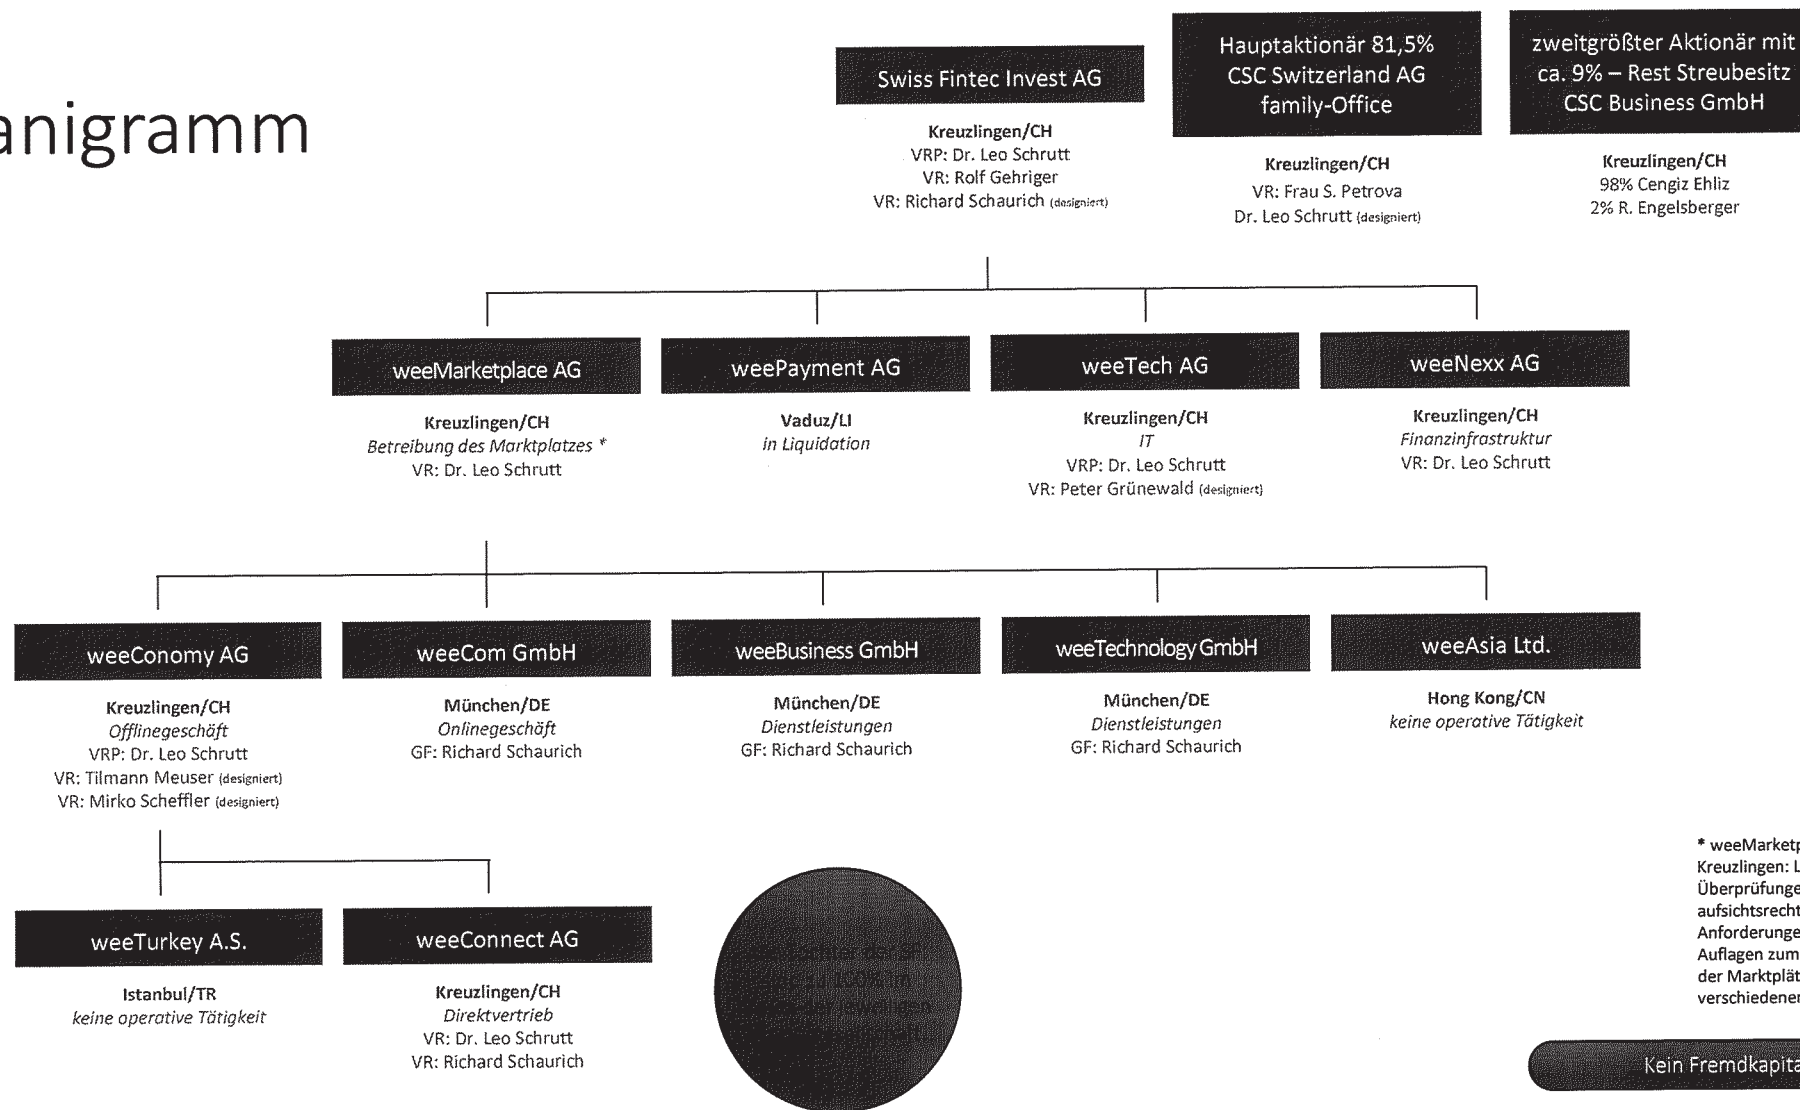 anigramm
Swiss Fintec Invest AG
Kreuzlingen/CH
VRP: Dr. Leo Schrutt
VR: Rolf Gehriger
VR: Richard Schaurich (designiert)
Hauptaktionär 81,5%
CSC Switzerland AG
family-Office
Kreuzlingen/CH
VR: Frau S. Petrova
Dr. Leo Schrutt (designiert)
zweitgrößter Aktionär mit
ca. 9% – Rest Streubesitz
CSC Business GmbH
Kreuzlingen/CH
98% Cengiz Ehliz
2% R. Engelsberger
weeMarketplace AG
Kreuzlingen/CH
Betreibung des Marktplatzes *
VR: Dr. Leo Schrutt
weePayment AG
Vaduz/LI
in Liquidation
weeTech AG
Kreuzlingen/CH
IT
VRP: Dr. Leo Schrutt
VR: Peter Grünewald (designiert)
weeNexx AG
Kreuzlingen/CH
Finanzinfrastruktur
VR: Dr. Leo Schrutt
weeConomy AG
Kreuzlingen/CH
Offlinegeschäft
VRP: Dr. Leo Schrutt
VR: Tilmann Meuser (designiert)
VR: Mirko Scheffler (designiert)
weeCom GmbH
München/DE
Onlinegeschäft
GF: Richard Schaurich
weeBusiness GmbH
München/DE
Dienstleistungen
GF: Richard Schaurich
weeTechnology GmbH
München/DE
Dienstleistungen
GF: Richard Schaurich
weeAsia Ltd.
Hong Kong/CN
keine operative Tätigkeit
weeTurkey A.S.
Istanbul/TR
keine operative Tätigkeit
weeConnect AG
Kreuzlingen/CH
Direktvertrieb
VR: Dr. Leo Schrutt
VR: Richard Schaurich
der
100% im
der jeweiligen
* weeMarketp
Kreuzlingen: L
Überprüfunge
aufsichtsrecht
Anforderunge
Auflagen zum
der Marktplät
verschiedener
Kein Fremdkapita